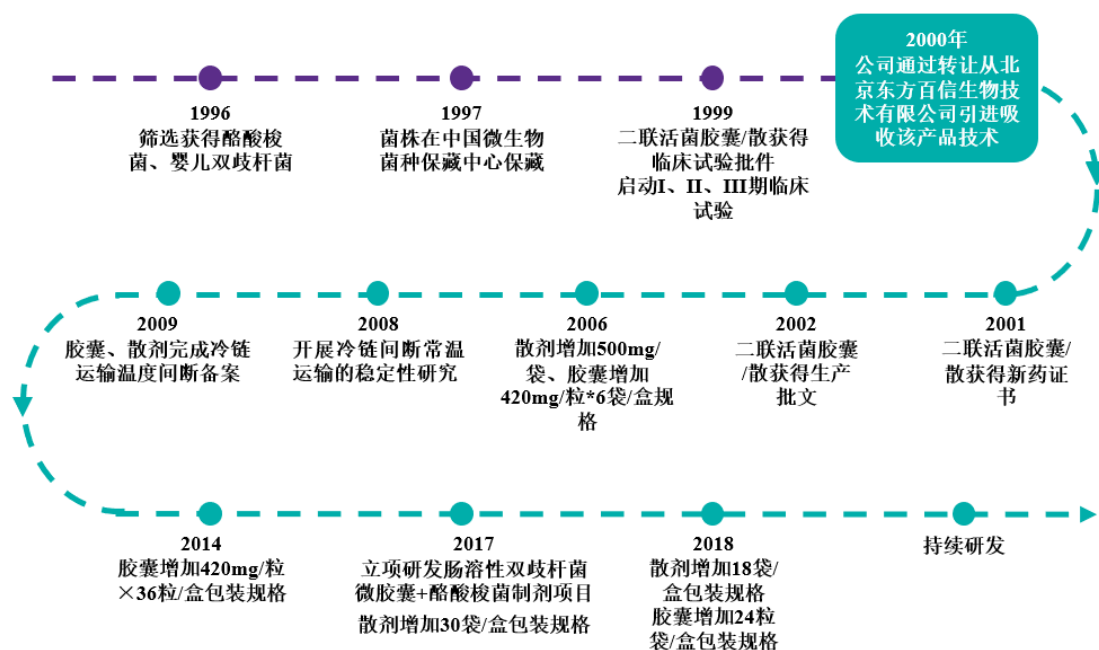 2000年
公司通过转让从北
京东方百信生物技
术有限公司引进吸
收该产品技术
1996
筛选获得酪酸梭
菌、婴儿双歧杆菌
1997
菌株在中国微生物
菌种保藏中心保藏
1999
二联活菌胶囊/散获得
临床试验批件
启动I、II、III期临床
试验
2009
胶囊、散剂完成冷链
运输温度间断备案
2008
开展冷链间断常温
运输的稳定性研究
2006
散剂增加500mg/
袋、胶囊增加
420mg/粒*6袋/盒规
格
2002
二联活菌胶囊
/散获得生产
批文
2001
二联活菌胶囊/
散获得新药证
书
2014
胶囊增加420mg/粒
×36粒/盒包装规格
2017
立项研发肠溶性双歧杆菌
微胶囊+酪酸梭菌制剂项目
散剂增加30袋/盒包装规格
2018
散剂增加18袋/
盒包装规格
胶囊增加24粒
袋/盒包装规格
持续研发